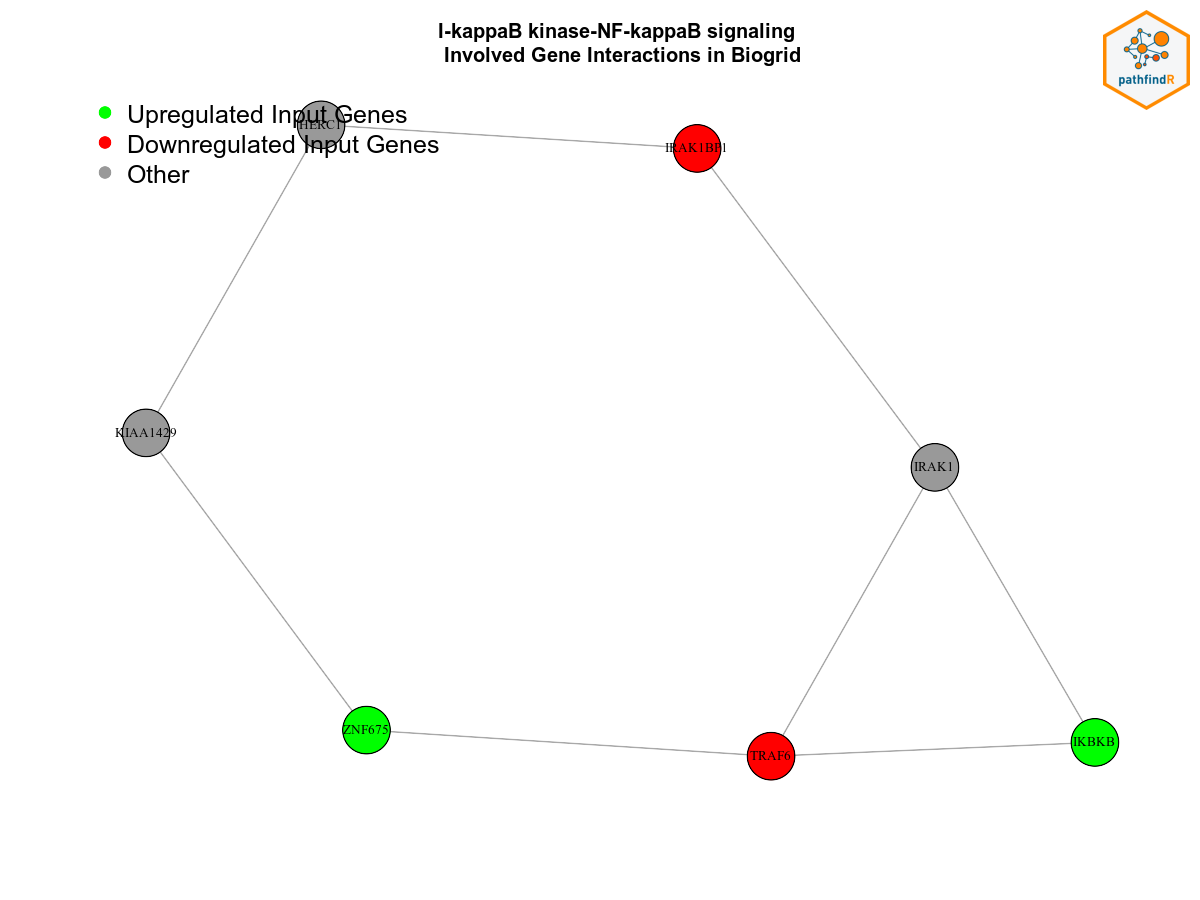 I-kappaB kinase-NF-kappaB signaling
Involved Gene Interactions in Biogrid
pathfindR
Upregulated Input Genes
HERC1
Downregulated Input Genes
IRAK1BP1
Other
KIAA1429
IRAK1
ZNF675
TRAF6
IKBKB